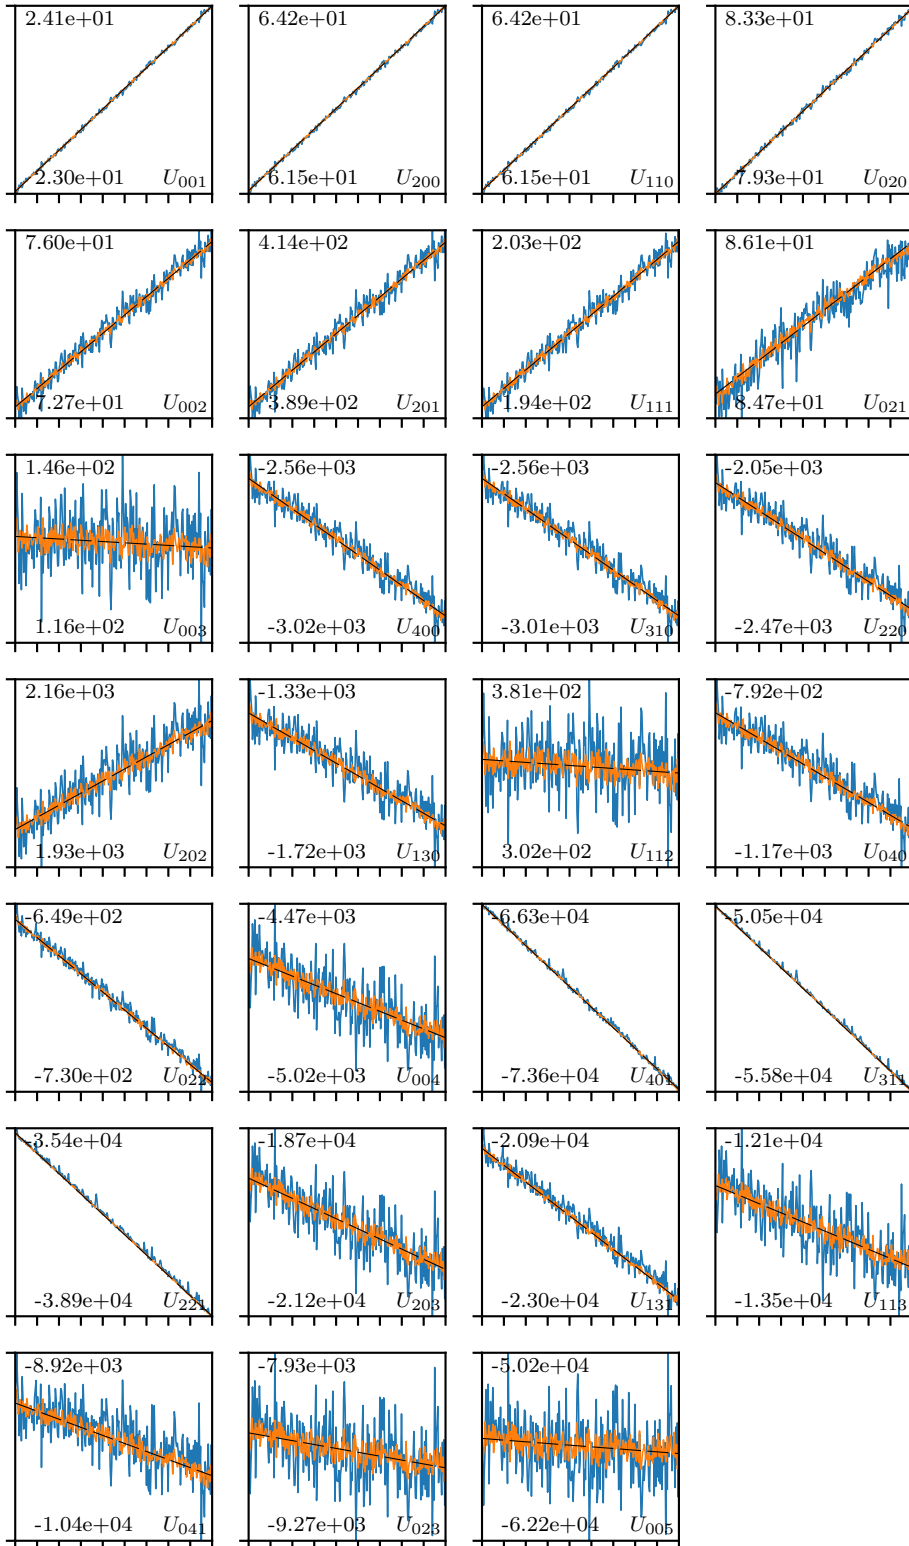 2.41e+01
2.30e+01 U₀₀₁
6.42e+01
6.15e+01 U₂₀₀
6.42e+01
6.15e+01 U₁₁₀
8.33e+01
7.93e+01 U₀₂₀
7.60e+01
7.27e+01 U₀₀₂
4.14e+02
3.89e+02 U₂₀₁
2.03e+02
1.94e+02 U₁₁₁
8.61e+01
8.47e+01 U₀₂₁
1.46e+02
1.16e+02 U₀₀₃
-2.56e+03
-3.02e+03 U₄₀₀
-2.56e+03
-3.01e+03 U₃₁₀
-2.05e+03
-2.47e+03 U₂₂₀
2.16e+03
1.93e+03 U₂₀₂
-1.33e+03
-1.72e+03 U₁₃₀
3.81e+02
3.02e+02 U₁₁₂
-7.92e+02
-1.17e+03 U₀₄₀
-6.49e+02
-7.30e+02 U₀₂₂
-4.47e+03
-5.02e+03 U₀₀₄
-6.63e+04
-7.36e+04 U₄₀₁
-5.05e+04
-5.58e+04 U₃₁₁
-3.54e+04
-3.89e+04 U₂₂₁
-1.87e+04
-2.12e+04 U₂₀₃
-2.09e+04
-2.30e+04 U₁₃₁
-1.21e+04
-1.35e+04 U₁₁₃
-8.92e+03
-1.04e+04 U₀₄₁
-7.93e+03
-9.27e+03 U₀₂₃
-5.02e+04
-6.22e+04 U₀₀₅